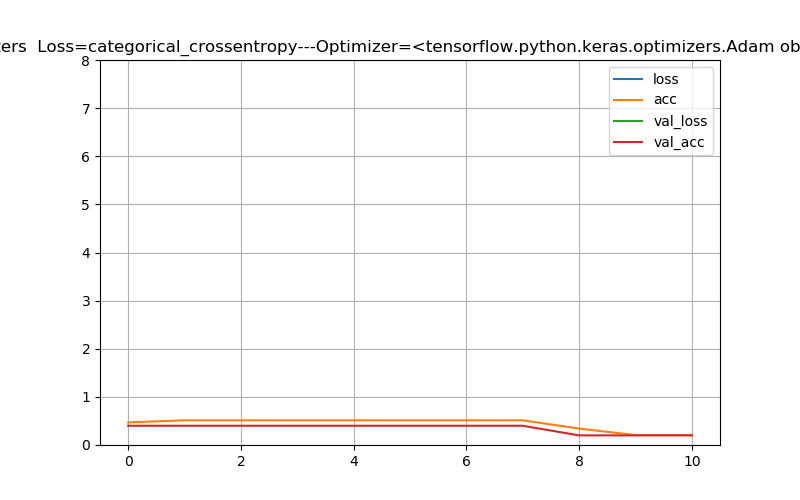 ters  Loss=categorical_crossentropy---Optimizer=<tensorflow.python.keras.optimizers.Adam ob
8
7
6
5
4
3
2
1
0
loss
acc
val_loss
val_acc
0 2 4 6 8 10